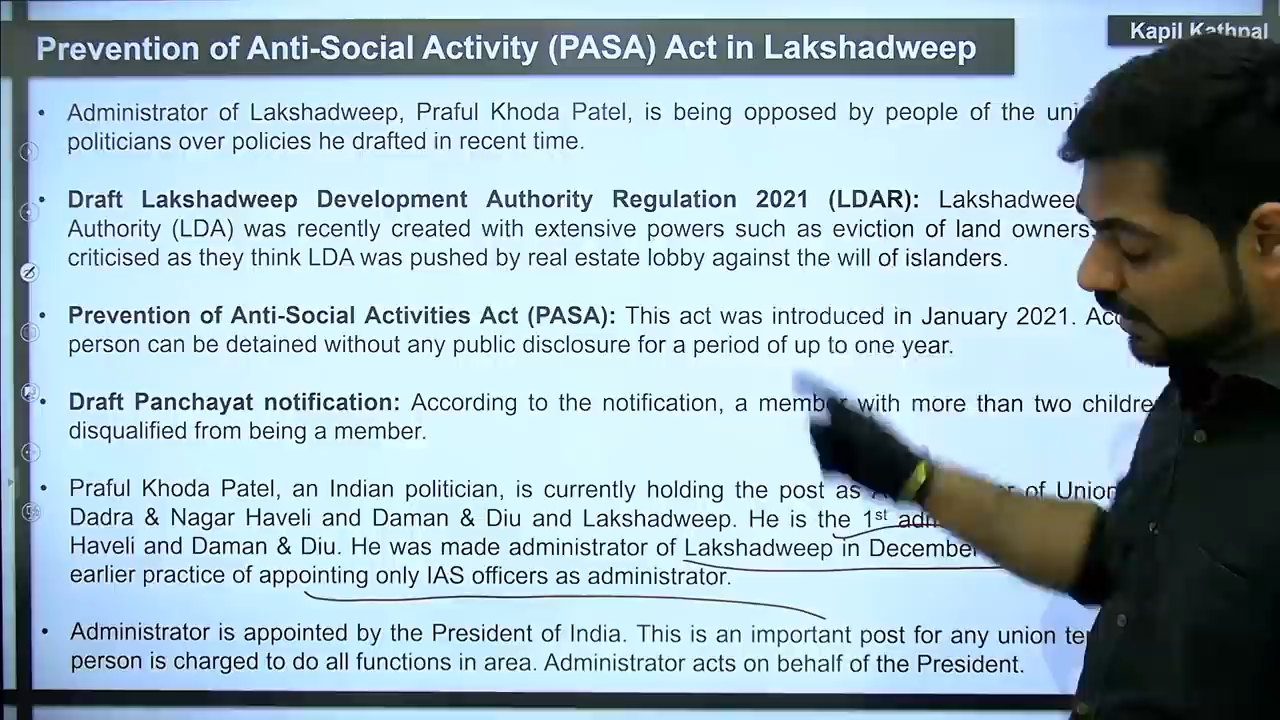 Prevention of Anti-Social Activity (PASA) Act in Lakshadweep
Kapil Kathpal
• Administrator of Lakshadweep, Praful Khoda Patel, is being opposed by people of the
politicians over policies he drafted in recent time.
• Draft Lakshadweep Development Authority Regulation 2021 (LDAR):
Authority (LDA) was recently created with extensive powers such as eviction of land owners
criticised as they think LDA was pushed by real estate lobby against the will of islanders.
• Prevention of Anti-Social Activities Act (PASA): This act was introduced in January 2021.
person can be detained without any public disclosure for a period of up to one year.
• Draft Panchayat notification: According to the notification, a member with more than two
disqualified from being a member.
• Praful Khoda Patel, an Indian politician, is currently holding the post as of Union
Dadra & Nagar Haveli and Daman & Diu and Lakshadweep. He is the 1st
Haveli and Daman & Diu. He was made administrator of Lakshadweep in December
earlier practice of appointing only IAS officers as administrator.
• Administrator is appointed by the President of India. This is an important post for any union
person is charged to do all functions in area. Administrator acts on behalf of the President.